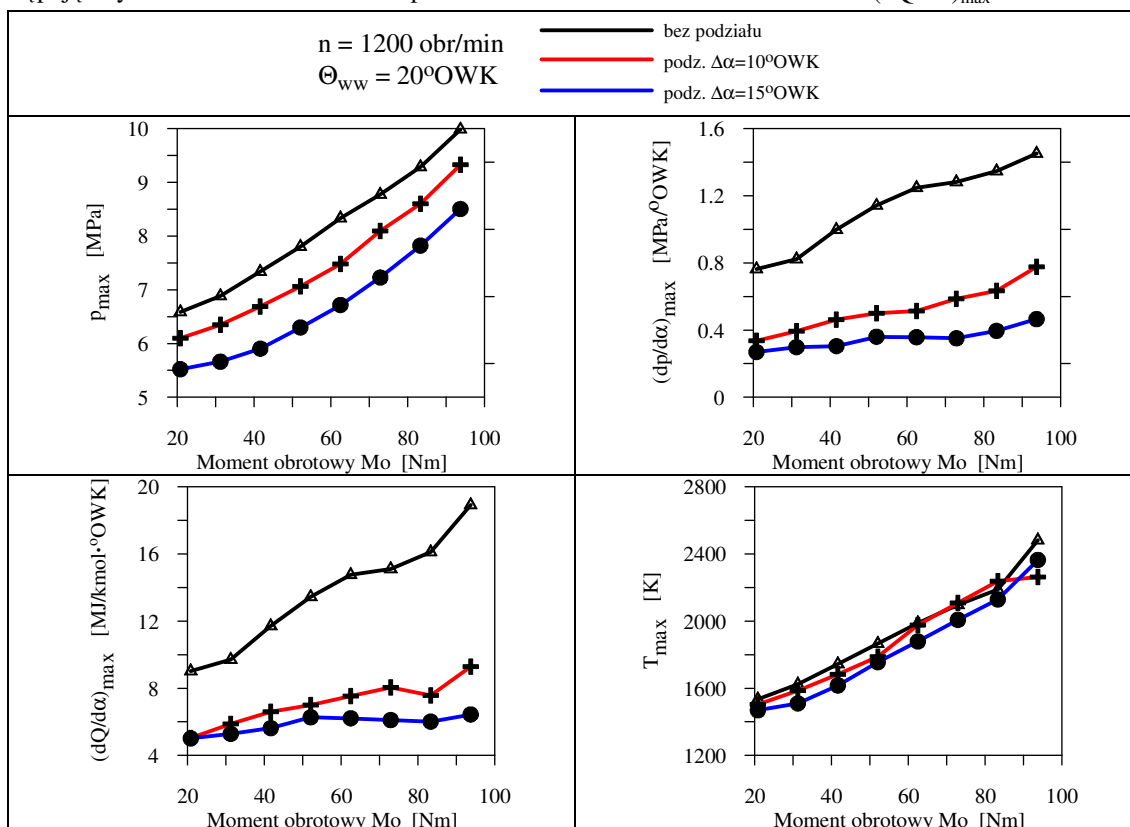 n = 1200 obr/min
Θww = 20°OWK
bez podziału
podz. Δα=10°OWK
podz. Δα=15°OWK
10
9
8
7
6
5
pmax [MPa]
20 40 60 80 100
Moment obrotowy Mo [Nm]
1.6
1.2
0.8
0.4
0
(dp/dα)max [MPa/°OWK]
20 40 60 80 100
Moment obrotowy Mo [Nm]
20
16
12
8
4
(dQ/dα)max [MJ/kmol·°OWK]
20 40 60 80 100
Moment obrotowy Mo [Nm]
2800
2400
2000
1600
1200
Tmax [K]
20 40 60 80 100
Moment obrotowy Mo [Nm]